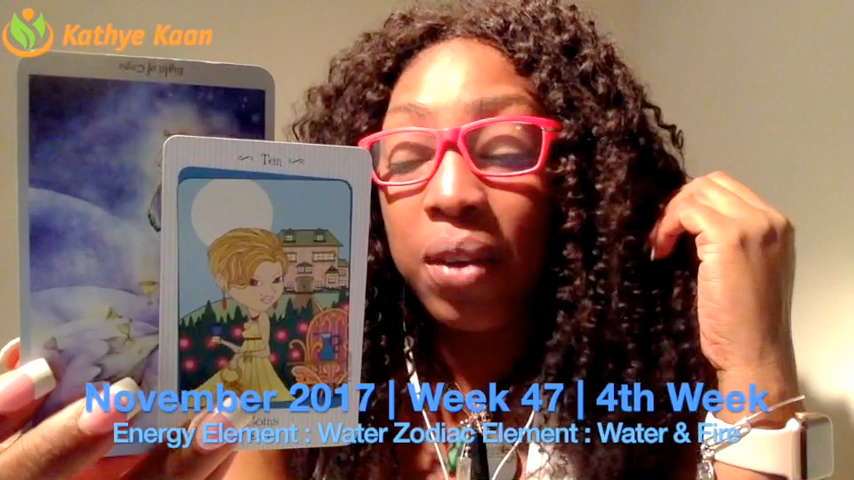 Kathye Kaan
Eight of Cups
Ten
Coins
November 2017 | Week 47 | 4th Week
Energy Element : Water Zodiac Element : Water & Fire